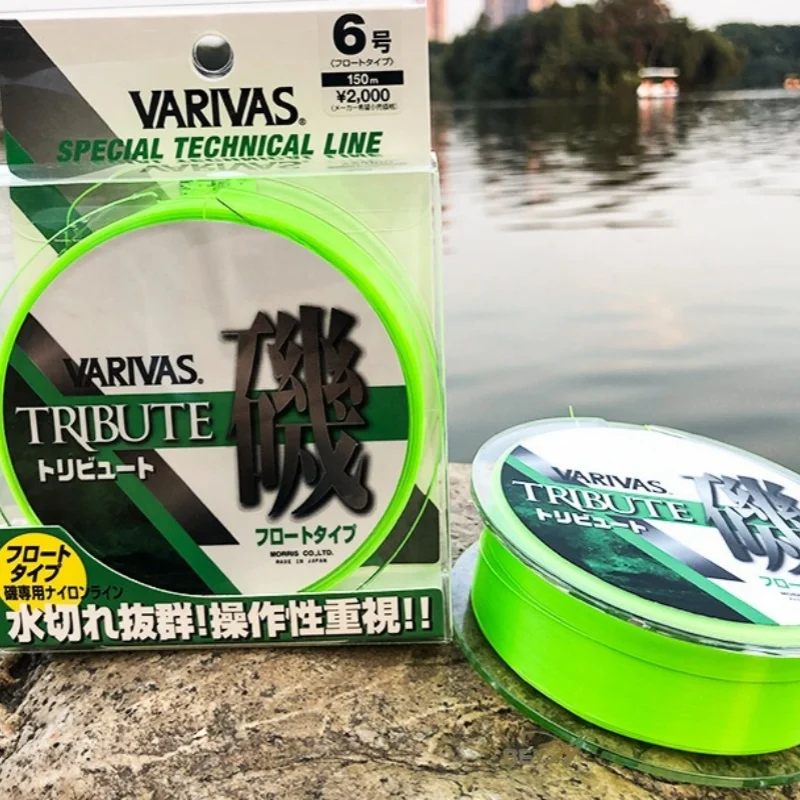 6号
〈フロートタイプ〉
150m
¥2,000
(メーカー希望小売価格)
VARIVAS®
SPECIAL TECHNICAL LINE
VARIVAS®
TRIBUTE 磯
トリビュート
フロートタイプ
MORRIS CO.,LTD.
MADE IN JAPAN
フロート
タイプ
磯専用ナイロンライン
水切れ抜群!操作性重視!!
VARIVAS
TRIBUTE 磯
トリビュート
フロ